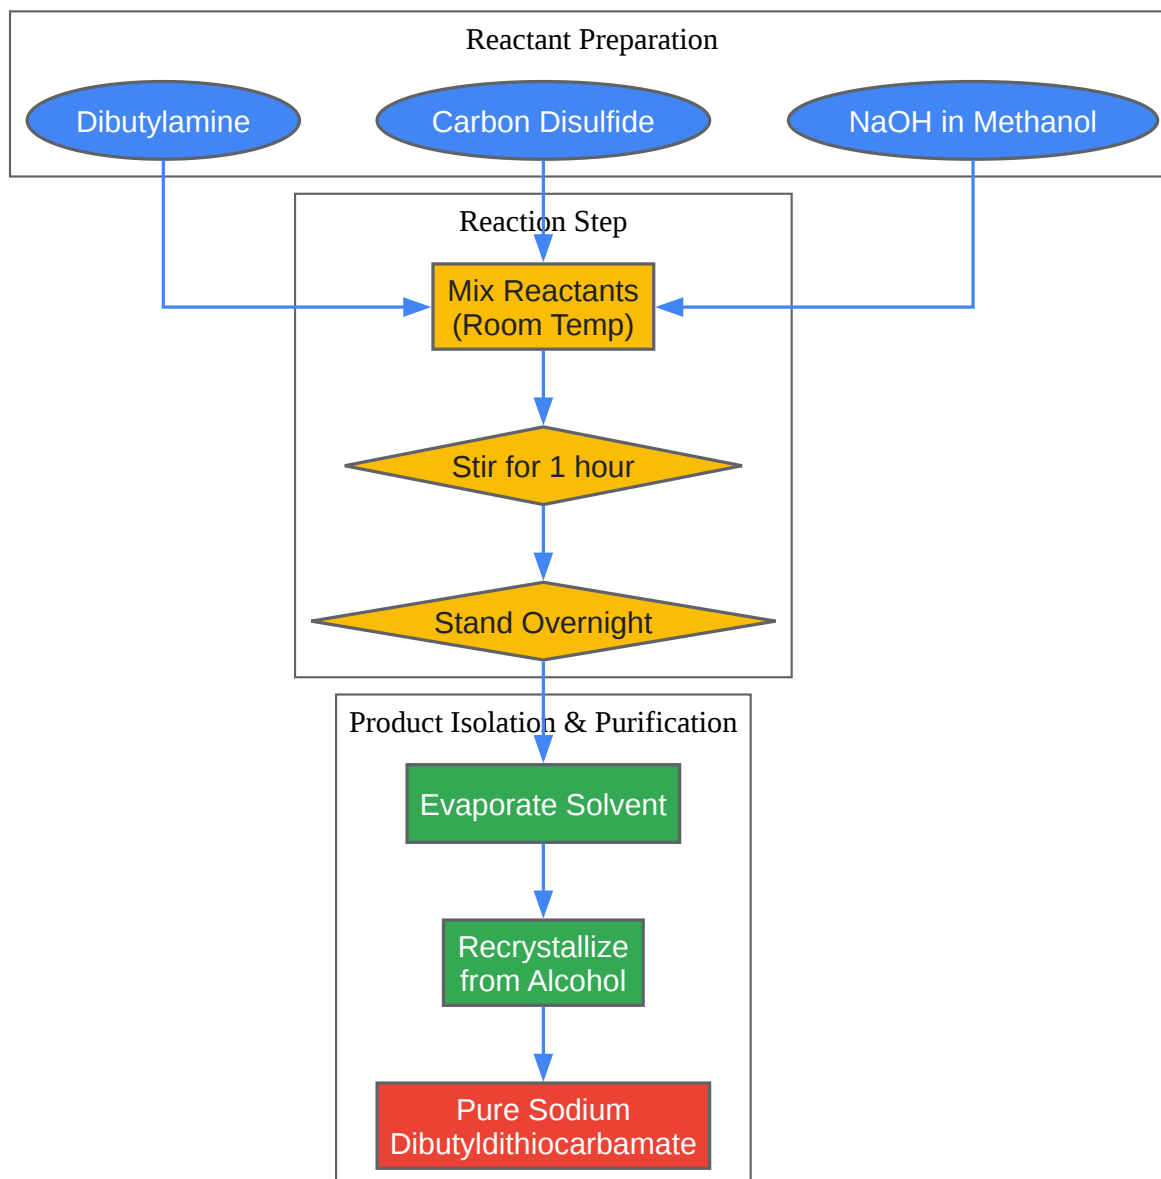 Reactant Preparation
Dibutylamine
Carbon Disulfide
NaOH in Methanol
Reaction Step
Mix Reactants
(Room Temp)
Stir for 1 hour
Stand Overnight
Product Isolation & Purification
Evaporate Solvent
Recrystallize
from Alcohol
Pure Sodium
Dibutyldithiocarbamate